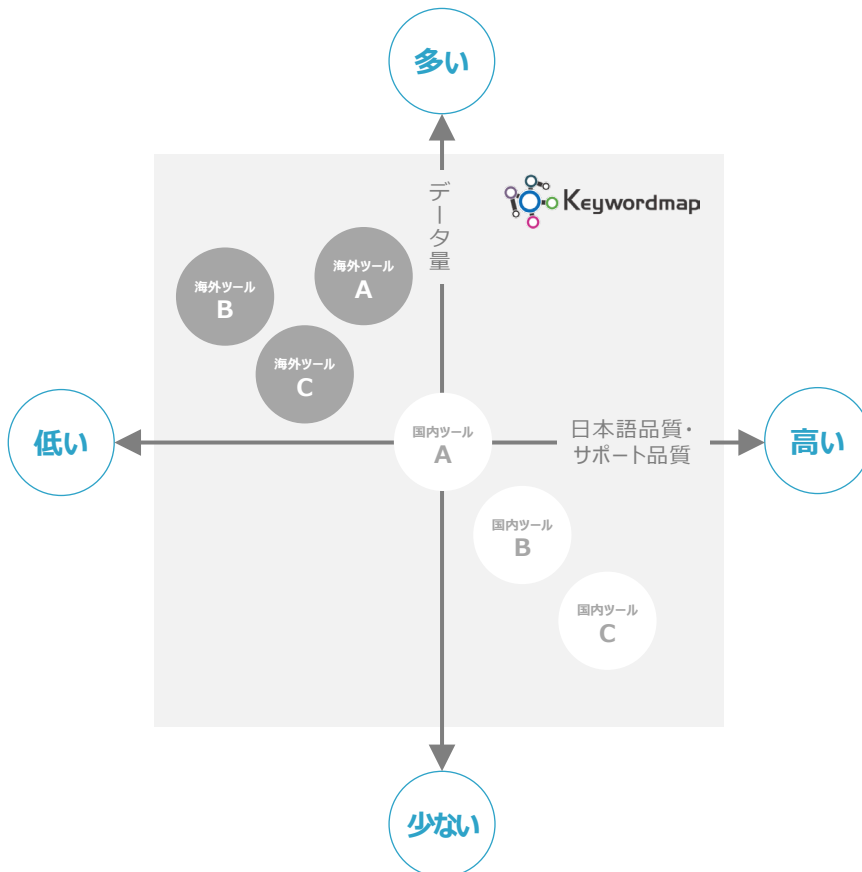 多い
データ量
Keywordmap
海外ツール
A
海外ツール
B
海外ツール
C
低い
国内ツール
A
日本語品質・
サポート品質
高い
国内ツール
B
国内ツール
C
少ない